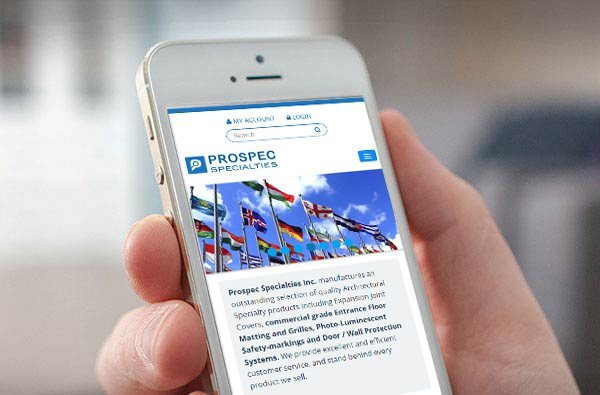 MY ACCOUNT LOGIN
Search
PROSPEC
SPECIALTIES
Prospec Specialties Inc. manufactures an
outstanding selection of quality Architectural
Specialty products including Expansion Joint
Covers, commercial grade Entrance Floor
Matting and Grilles, Photo-Luminescent
Safety-markings and Door / Wall Protection
Systems. We provide excellent and efficient
customer service, and stand behind every
product we sell.